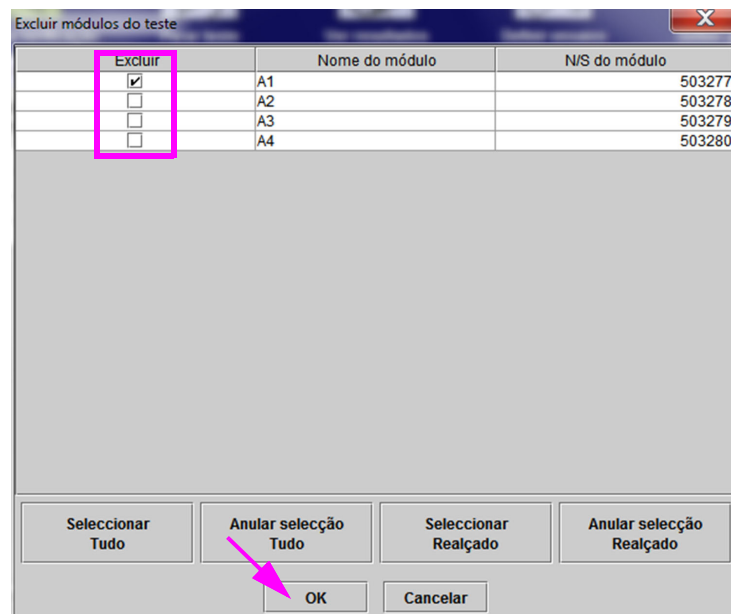 Excluir módulos do teste
Excluir Nome do módulo N/S do módulo
A1 503277
A2 503278
A3 503279
A4 503280
Seleccionar Tudo
Anular selecção Tudo
Seleccionar Realçado
Anular selecção Realçado
OK Cancelar